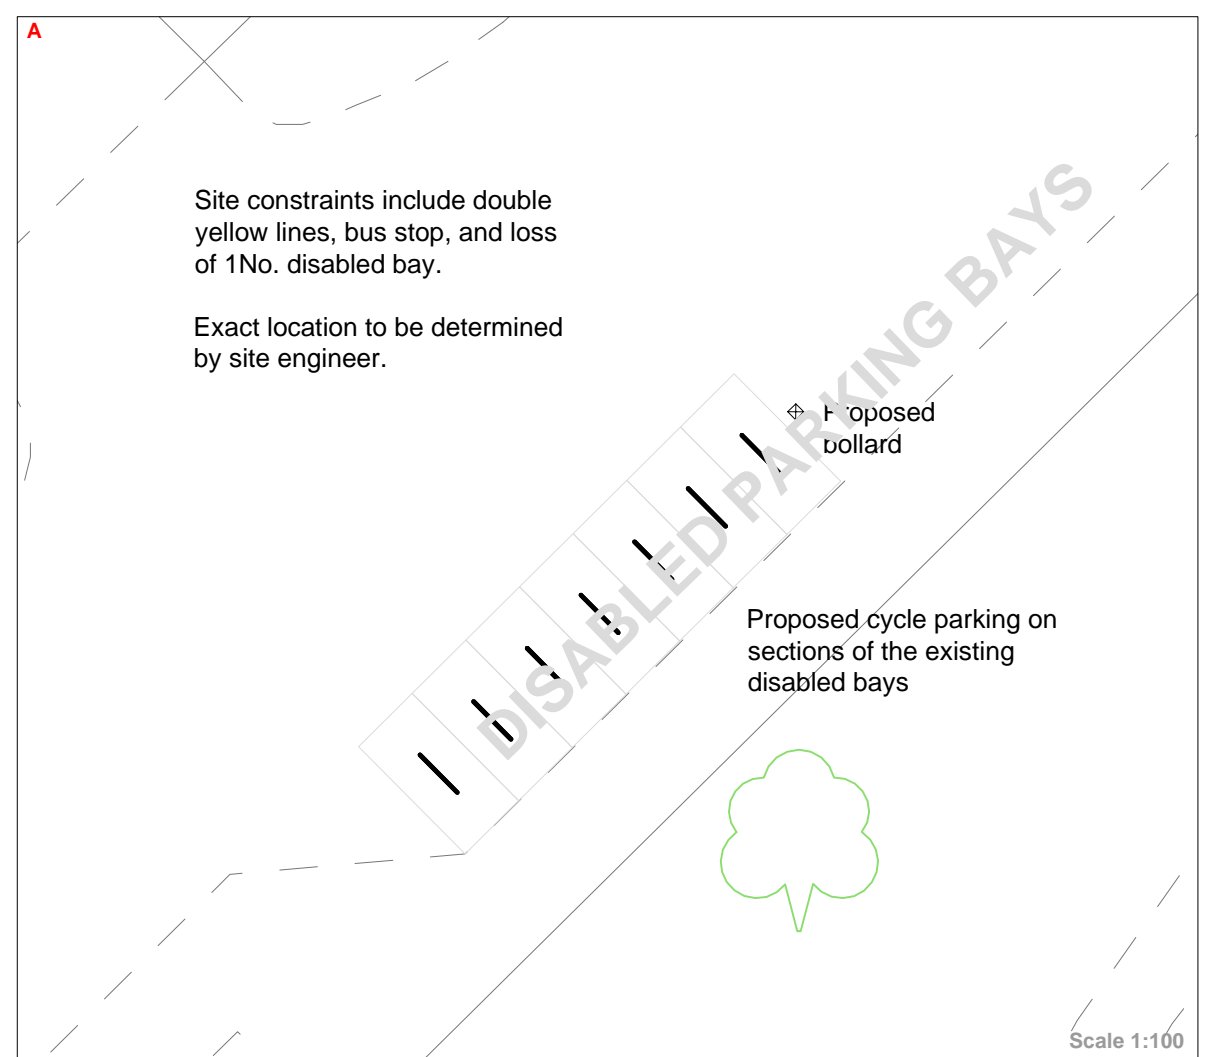 A
Site constraints include double
yellow lines, bus stop, and loss
of 1No. disabled bay.
Exact location to be determined
by site engineer.
DISABLED PARKING BAYS
Proposed
bollard
Proposed cycle parking on
sections of the existing
disabled bays
Scale 1:100